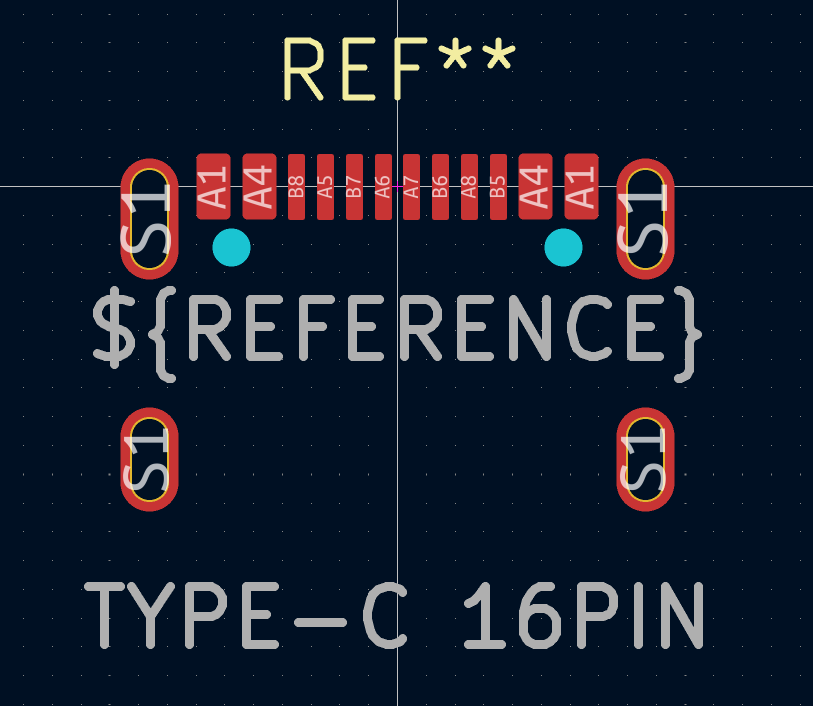 REF**
S1 A1 A4 B8 A5 B7 A6 A7 B6 A8 B5 A4 A1 S1
${REFERENCE}
S1 S1
TYPE-C 16PIN